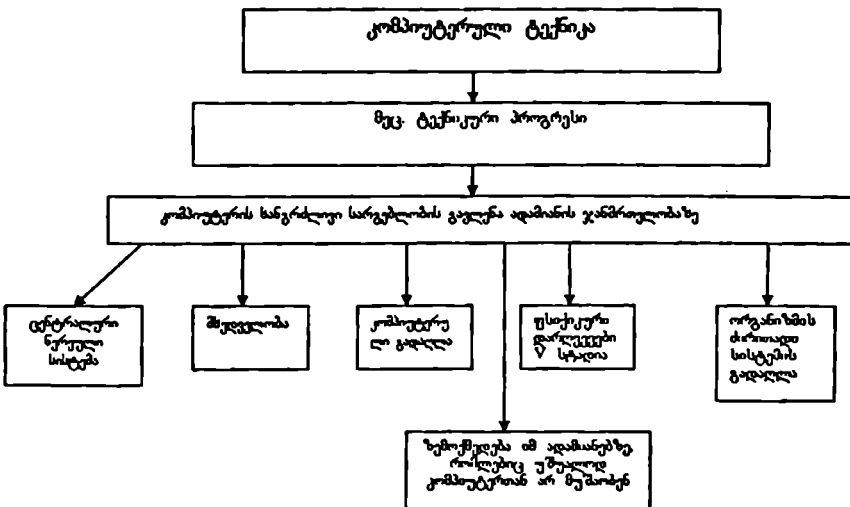 კომპიუტერული ტექნიკა
მეც. ტექნიკური პროგრესი
კომპიუტერის ხანგრძლივი სარგებლობის გავლენა ადამიანის ჯანმრთელობაზე
ცენტრალური
ნერვული
სისტემა
მხედველობა
კომპიუტერუ
ლი გადაღლა
ფსიქიკური
დარღვევები
V სტადია
ორგანიზმის
ძირითადი
სისტემის
გადაღლა
ზემოქმედება იმ ადამიანებზე,
რომლებიც უშუალოდ
კომპიუტერთან არ მუშაობენ